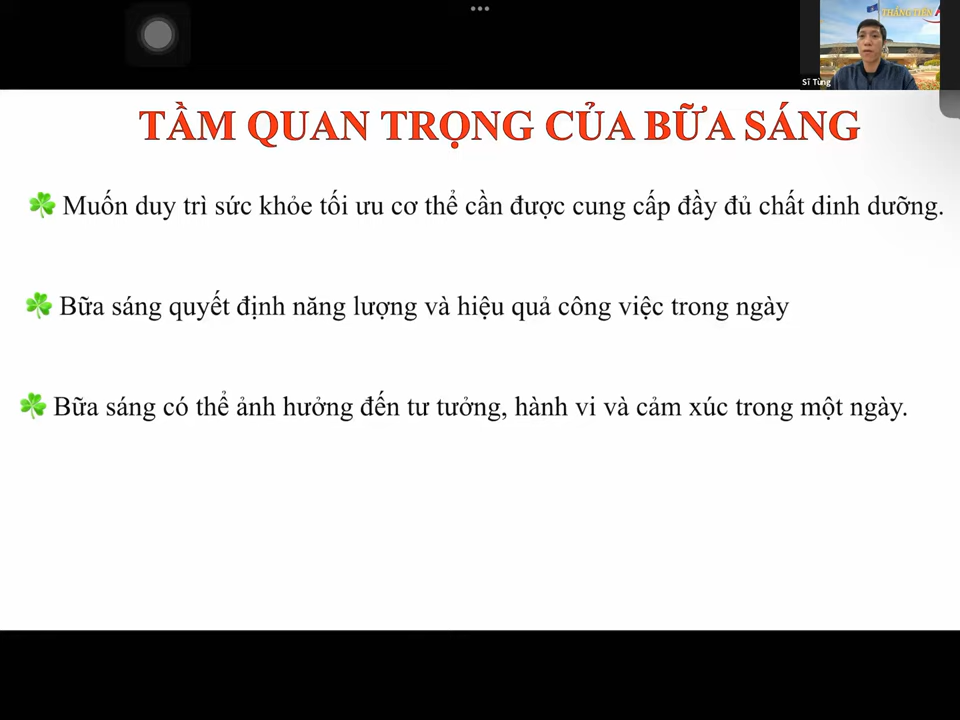 THẮNG TIẾN
Sĩ Tùng
TẦM QUAN TRỌNG CỦA BỮA SÁNG
Muốn duy trì sức khỏe tối ưu cơ thể cần được cung cấp đầy đủ chất dinh dưỡng.
Bữa sáng quyết định năng lượng và hiệu quả công việc trong ngày
Bữa sáng có thể ảnh hưởng đến tư tưởng, hành vi và cảm xúc trong một ngày.